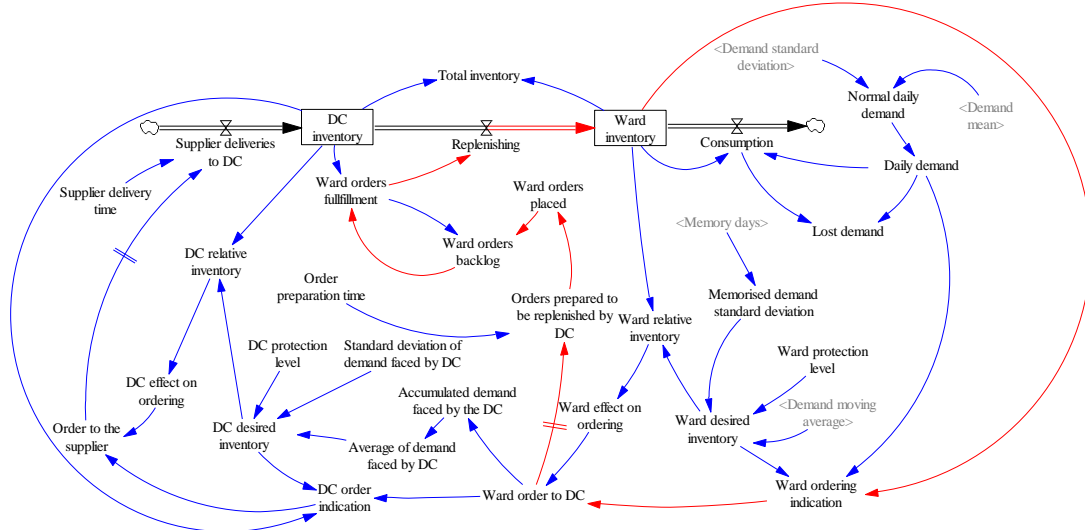 <Demand standard
deviation>
Total inventory
Normal daily
demand
<Demand
mean>
DC
inventory
Ward
inventory
Supplier deliveries
to DC
Replenishing
Consumption
Daily demand
Supplier delivery
time
Ward orders
fullfillment
Ward orders
placed
<Memory days>
Lost demand
Ward orders
backlog
DC relative
inventory
Order
preparation time
Orders prepared to
be replenished by
DC
Memorised demand
standard deviation
Ward relative
inventory
DC protection
level
Standard deviation of
demand faced by DC
Ward protection
level
DC effect on
ordering
Accumulated demand
faced by the DC
Ward effect on
ordering
<Demand moving
average>
Order to the
supplier
DC desired
inventory
Average of demand
faced by DC
Ward desired
inventory
DC order
indication
Ward order to DC
Ward ordering
indication